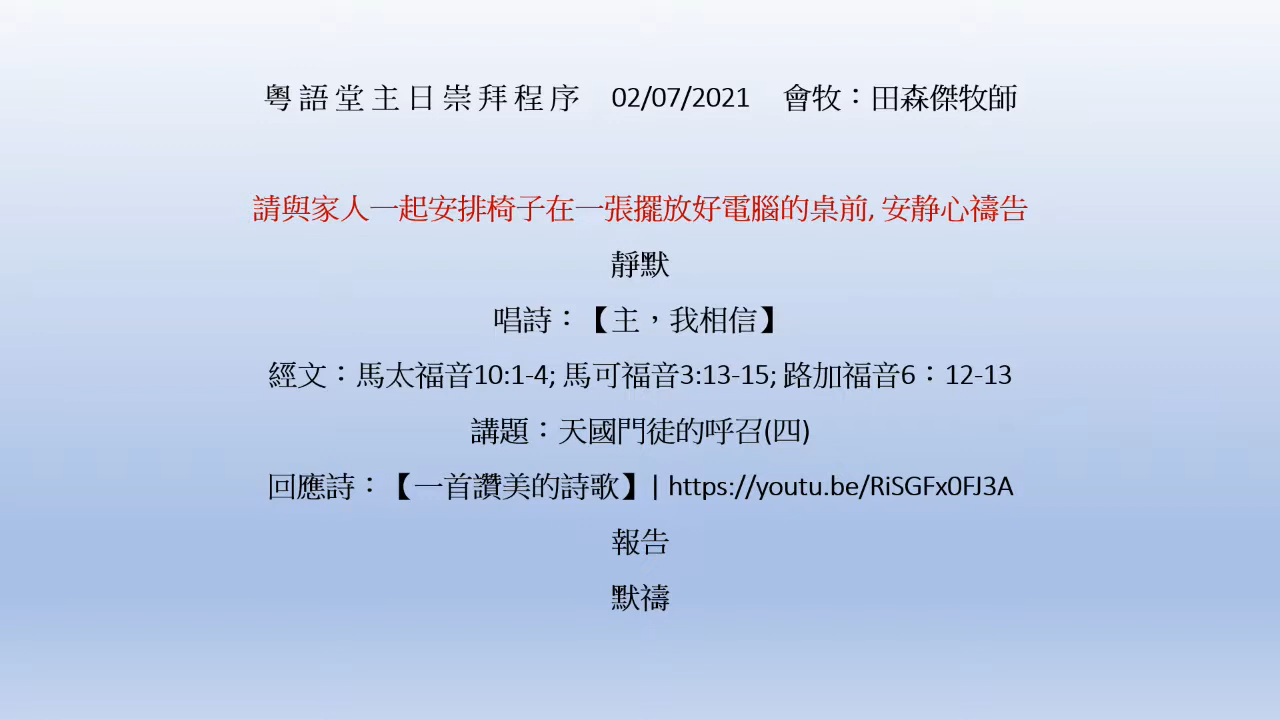 粵語堂主日崇拜程序 02/07/2021 會牧：田森傑牧師
請與家人一起安排椅子在一張擺放好電腦的桌前, 安静心禱告
靜默
唱詩：【主，我相信】
經文：馬太福音10:1-4; 馬可福音3:13-15; 路加福音6：12-13
講題：天國門徒的呼召(四)
回應詩：【一首讚美的詩歌】| https://youtu.be/RiSGFx0FJ3A
報告
默禱